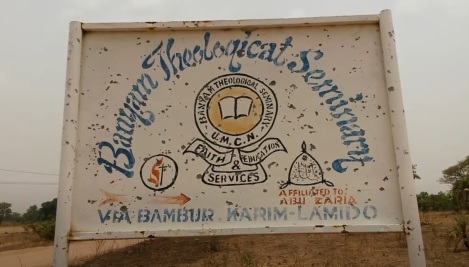 Banyam Theological Seminary
BANYAM THEOLOGICAL SEMINARY
U.M.C.N.
FAITH & EDUCATION
SERVICES
AFFILIATED TO:
ABU ZARIA
VIA BAMBUR KARIM-LAMIDO